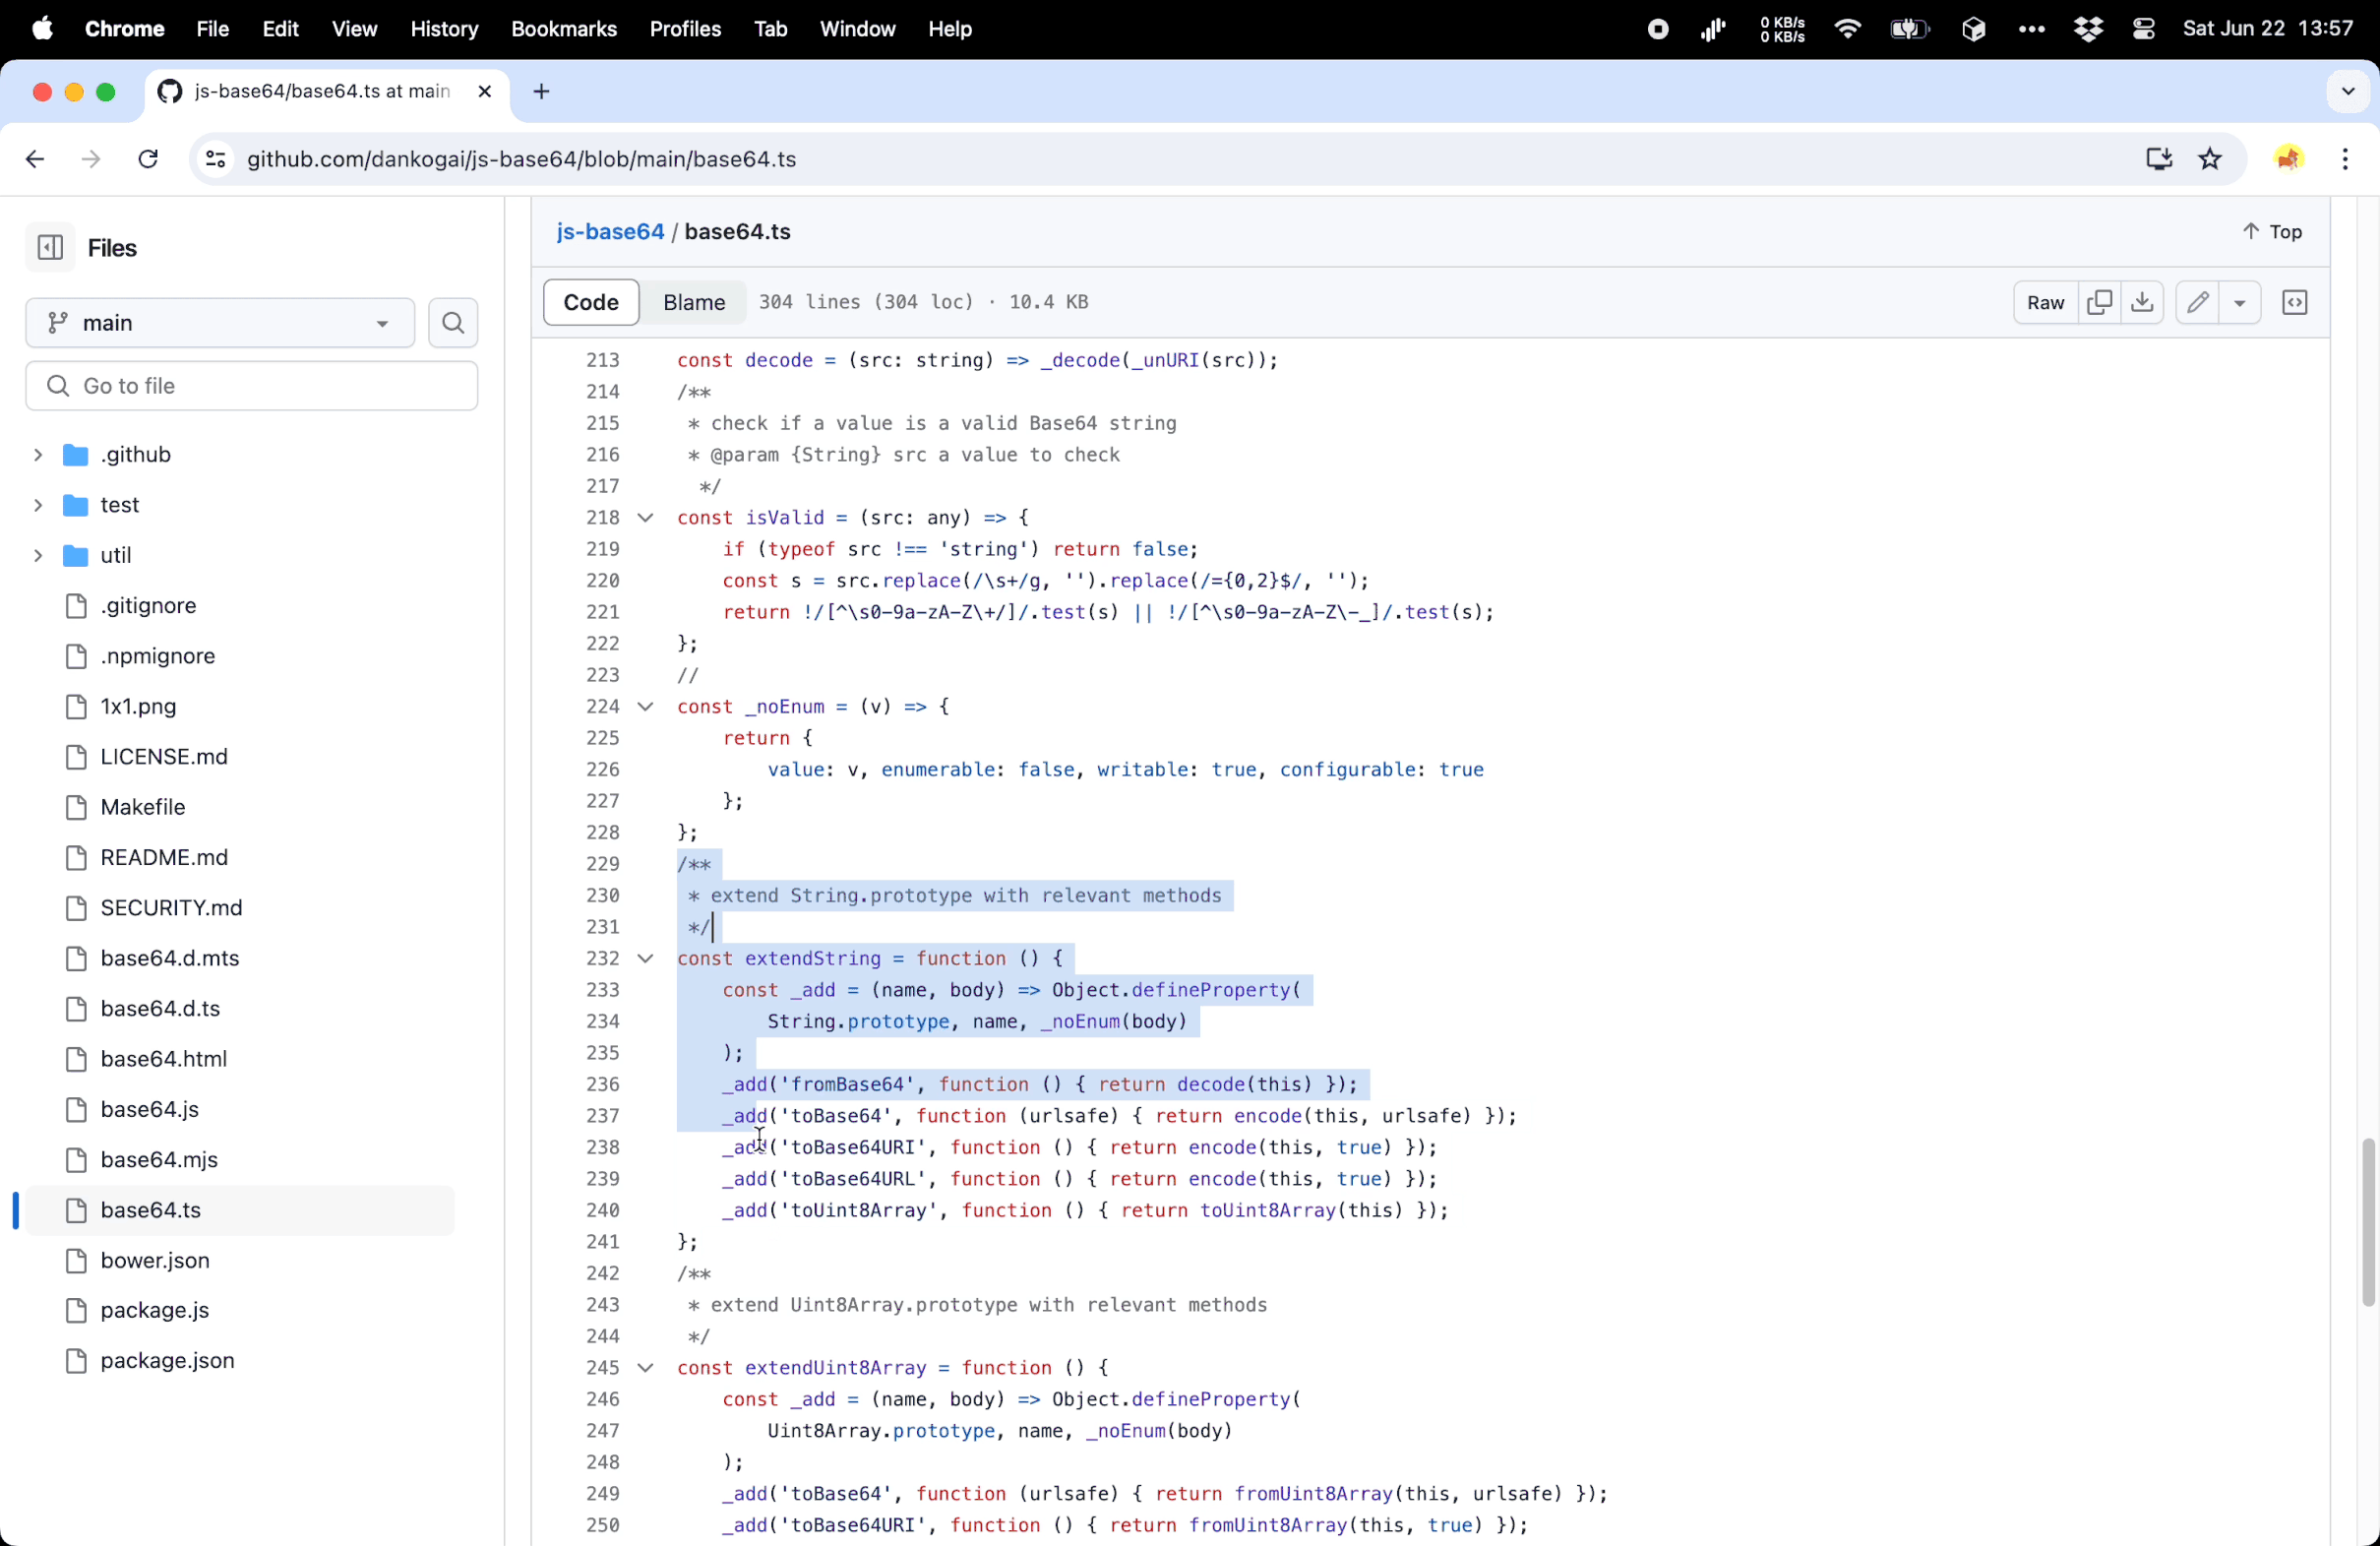 Chrome File Edit View History Bookmarks Profiles Tab Window Help 0 KB/s 0 KB/s Sat Jun 22 13:57
js-base64/base64.ts at main
github.com/dankogai/js-base64/blob/main/base64.ts
Files
main
Go to file
.github
test
util
.gitignore
.npmignore
1x1.png
LICENSE.md
Makefile
README.md
SECURITY.md
base64.d.mts
base64.d.ts
base64.html
base64.js
base64.mjs
base64.ts
bower.json
package.js
package.json
js-base64 / base64.ts
Top
Code Blame 304 lines (304 loc) · 10.4 KB
Raw
213 const decode = (src: string) => _decode(_unURI(src));
214 /**
215 * check if a value is a valid Base64 string
216 * @param {String} src a value to check
217 */
218 const isValid = (src: any) => {
219 if (typeof src !== 'string') return false;
220 const s = src.replace(/\s+/g, '').replace(/={0,2}$/, '');
221 return !/[^\s0-9a-zA-Z\+/]/.test(s) || !/[^\s0-9a-zA-Z\-_]/.test(s);
222 };
223 //
224 const _noEnum = (v) => {
225 return {
226 value: v, enumerable: false, writable: true, configurable: true
227 };
228 };
229 /**
230 * extend String.prototype with relevant methods
231 */
232 const extendString = function () {
233 const _add = (name, body) => Object.defineProperty(
234 String.prototype, name, _noEnum(body)
235 );
236 _add('fromBase64', function () { return decode(this) });
237 _add('toBase64', function (urlsafe) { return encode(this, urlsafe) });
238 _add('toBase64URI', function () { return encode(this, true) });
239 _add('toBase64URL', function () { return encode(this, true) });
240 _add('toUint8Array', function () { return toUint8Array(this) });
241 };
242 /**
243 * extend Uint8Array.prototype with relevant methods
244 */
245 const extendUint8Array = function () {
246 const _add = (name, body) => Object.defineProperty(
247 Uint8Array.prototype, name, _noEnum(body)
248 );
249 _add('toBase64', function (urlsafe) { return fromUint8Array(this, urlsafe) });
250 _add('toBase64URI', function () { return fromUint8Array(this, true) });